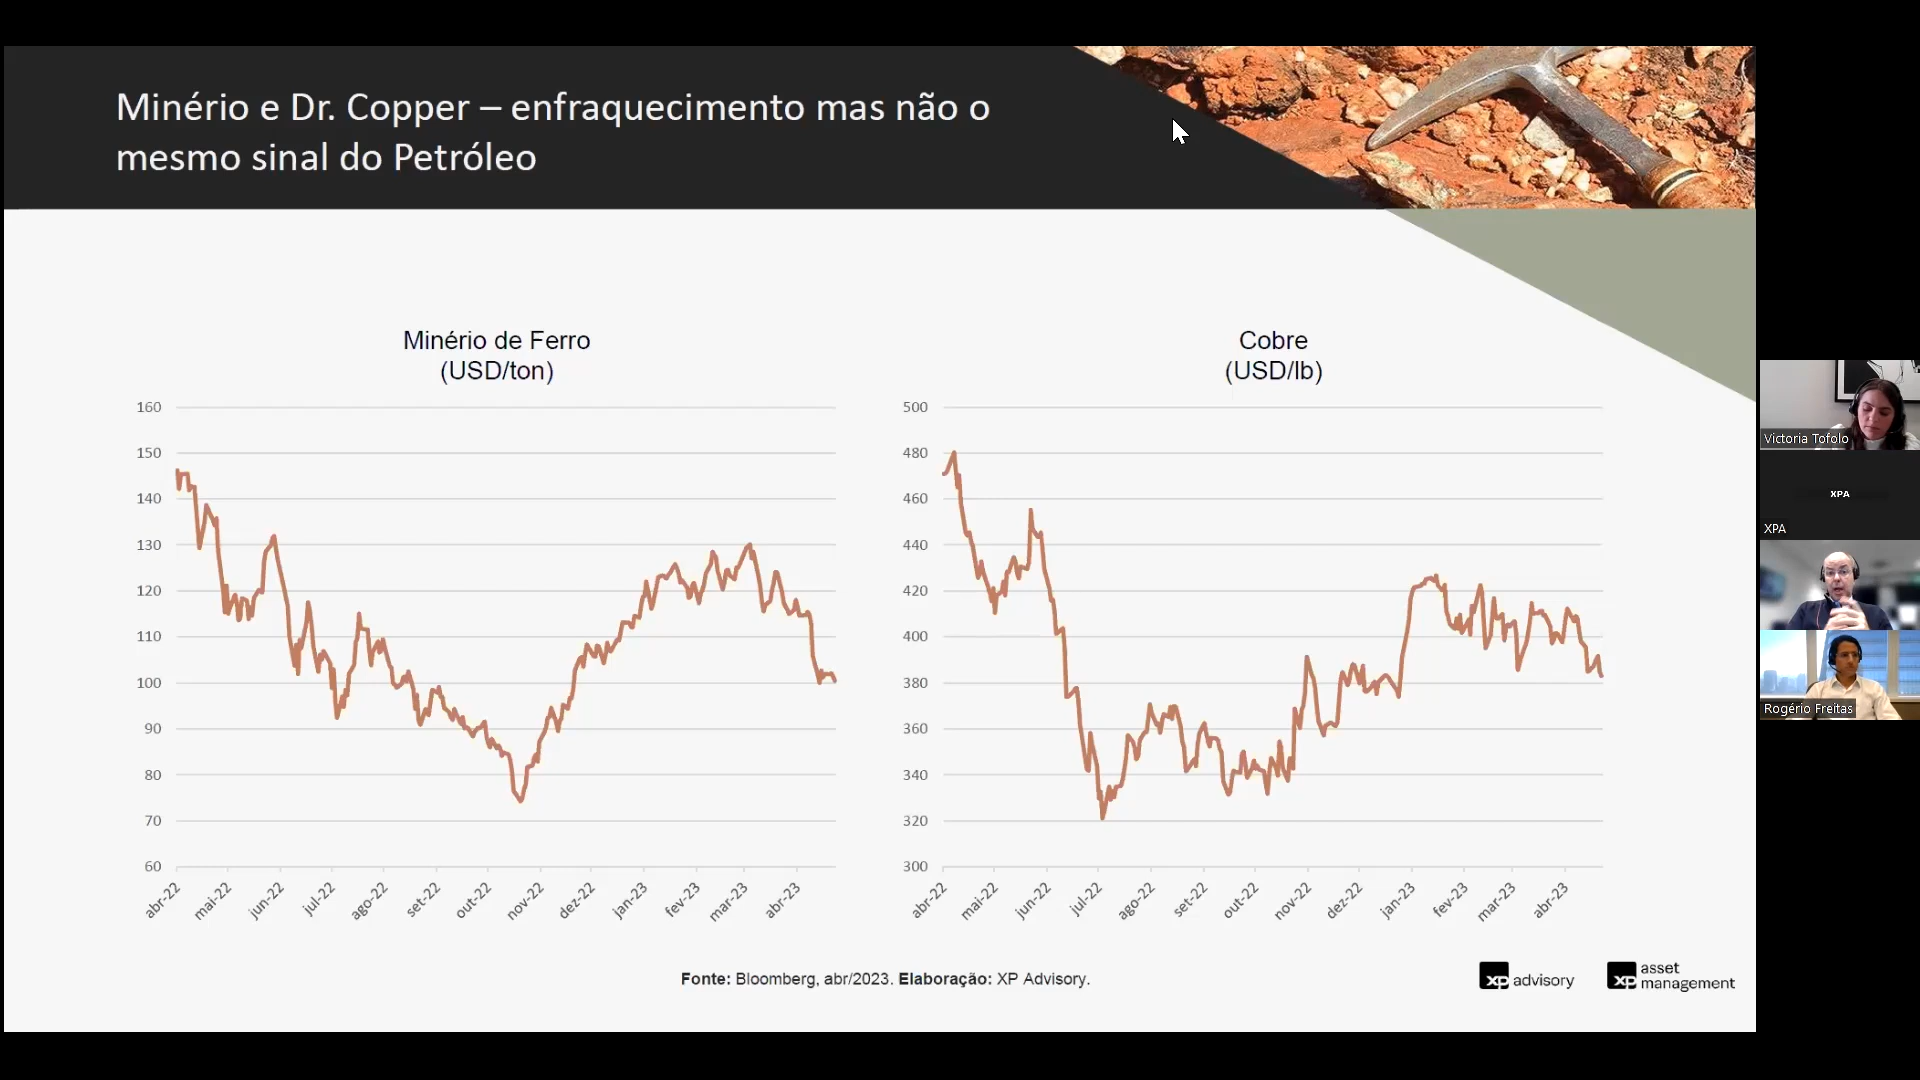 Minério e Dr. Copper – enfraquecimento mas não o
mesmo sinal do Petróleo
Minério de Ferro
(USD/ton)
160
150
140
130
120
110
100
90
80
70
60
abr-22
mai-22
jun-22
jul-22
ago-22
set-22
out-22
nov-22
dez-22
jan-23
fev-23
mar-23
abr-23
Cobre
(USD/lb)
500
480
460
440
420
400
380
360
340
320
300
abr-22
mai-22
jun-22
jul-22
ago-22
set-22
out-22
nov-22
dez-22
jan-23
fev-23
mar-23
abr-23
Fonte: Bloomberg, abr/2023. Elaboração: XP Advisory.
xp advisory
xp asset
management
Victoria Tofolo
XPA
XPA
Rogério Freitas